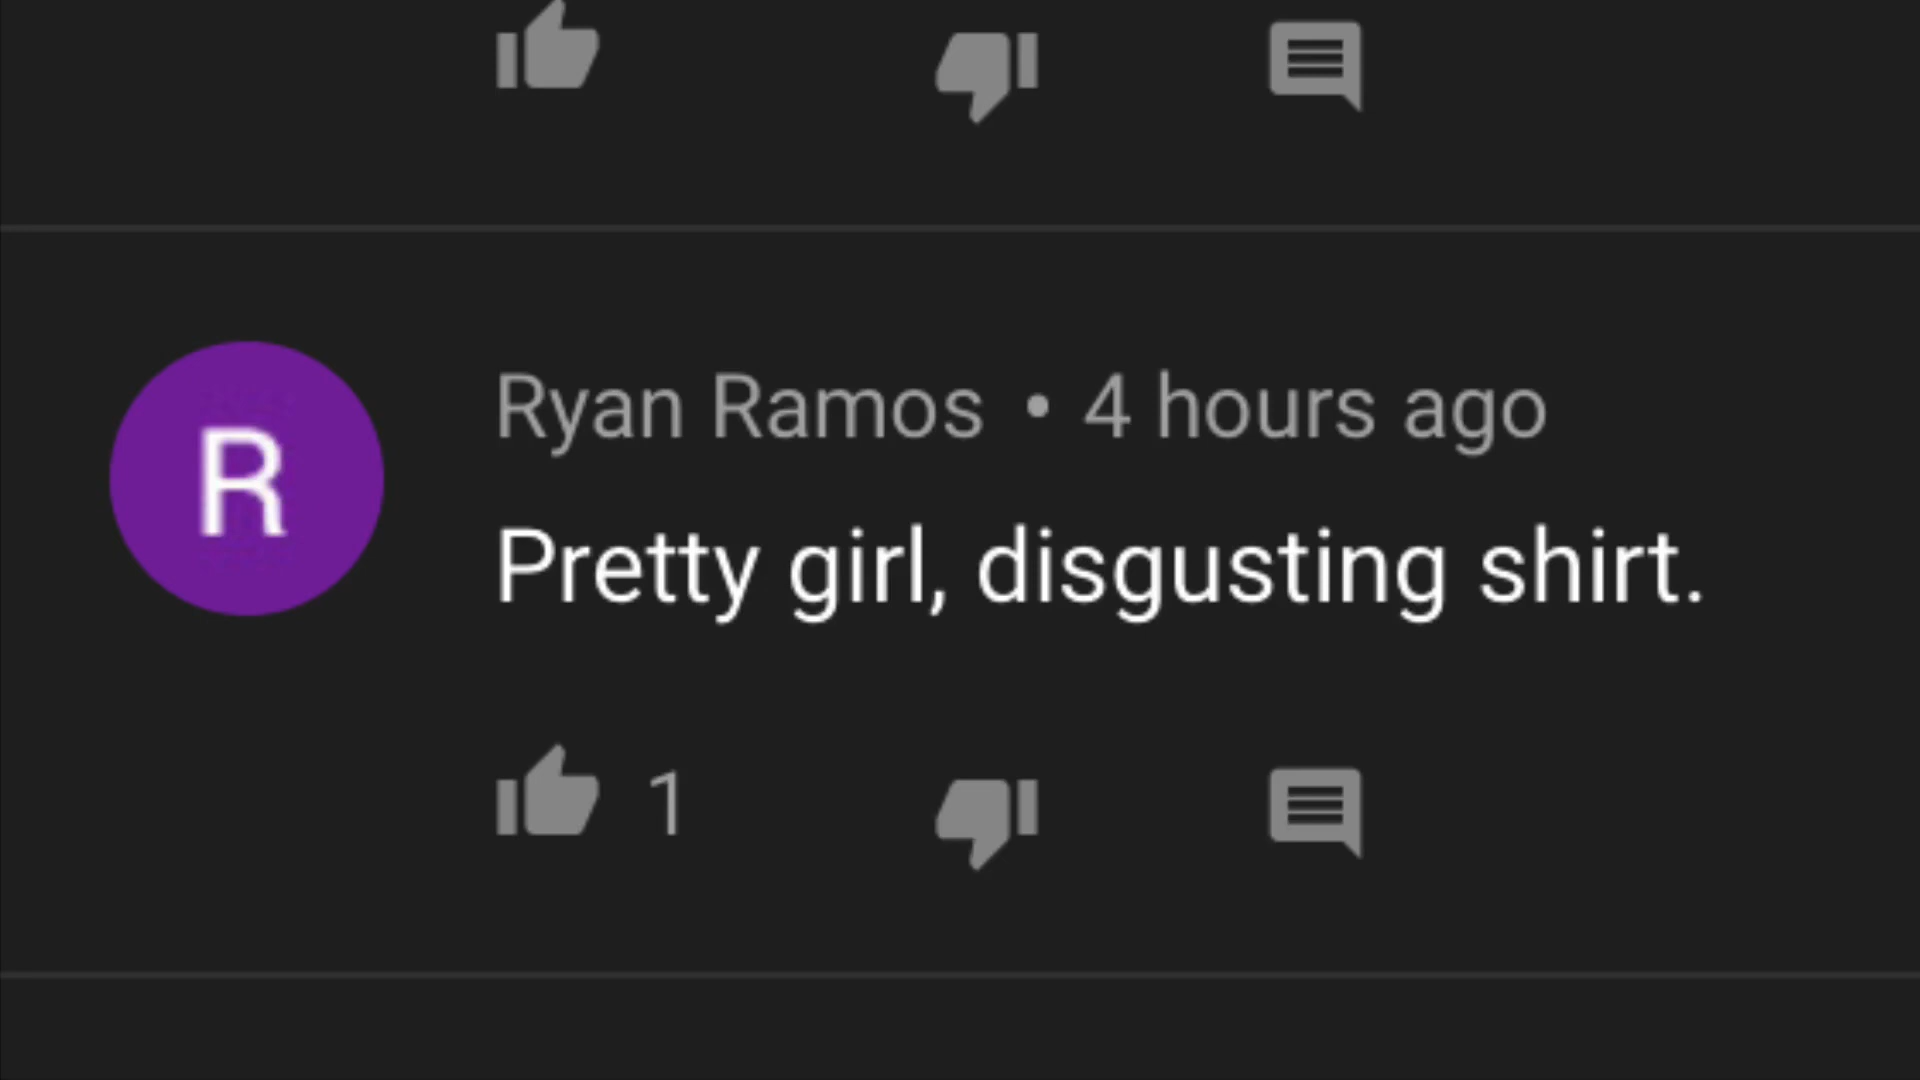 R
Ryan Ramos • 4 hours ago
Pretty girl, disgusting shirt.
1